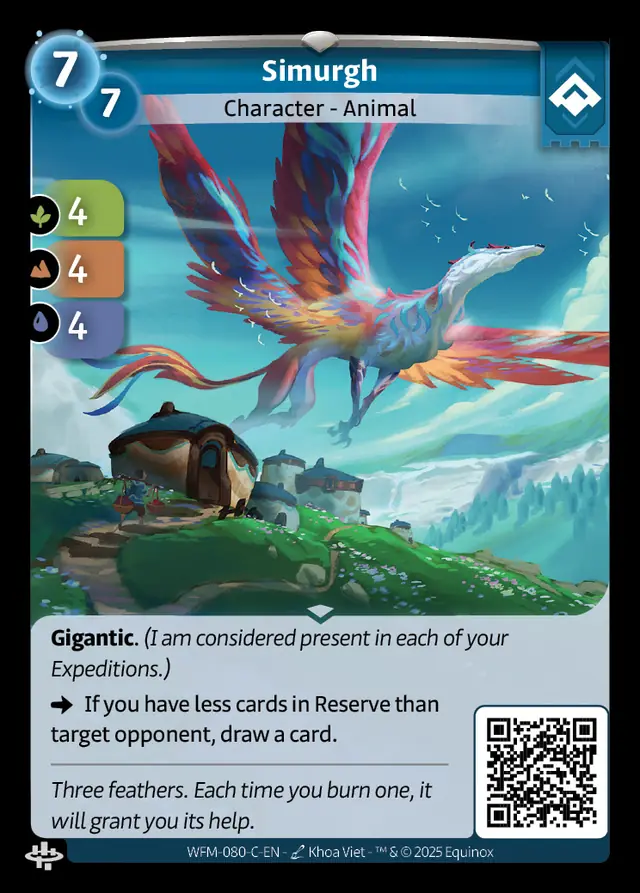 7
7
Simurgh
Character - Animal
4
4
4
Gigantic. (I am considered present in each of your
Expeditions.)
➔ If you have less cards in Reserve than
target opponent, draw a card.
Three feathers. Each time you burn one, it
will grant you its help.
WFM-080-C-EN - Khoa Viet - ™ & © 2025 Equinox